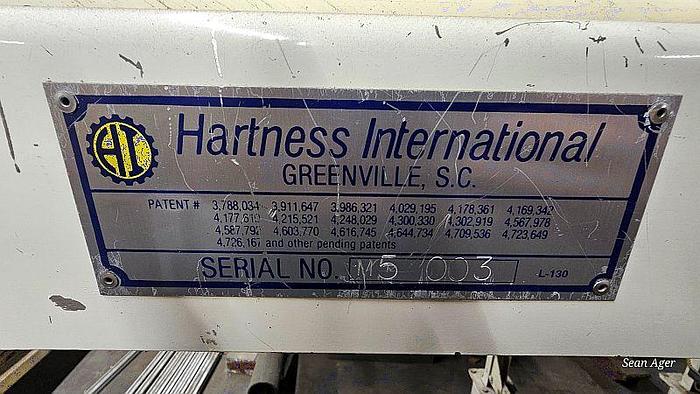 HI
Hartness International
GREENVILLE, S.C.
PATENT # 3,788,034 3,911,647 3,986,321 4,029,195 4,178,361 4,169,342
4,177,619 4,215,521 4,248,029 4,300,330 4,302,919 4,567,978
4,587,792 4,603,770 4,616,745 4,644,734 4,709,536 4,723,649
4,726,167 and other pending patents
SERIAL NO. M5 1003 L-130
Sean Ager